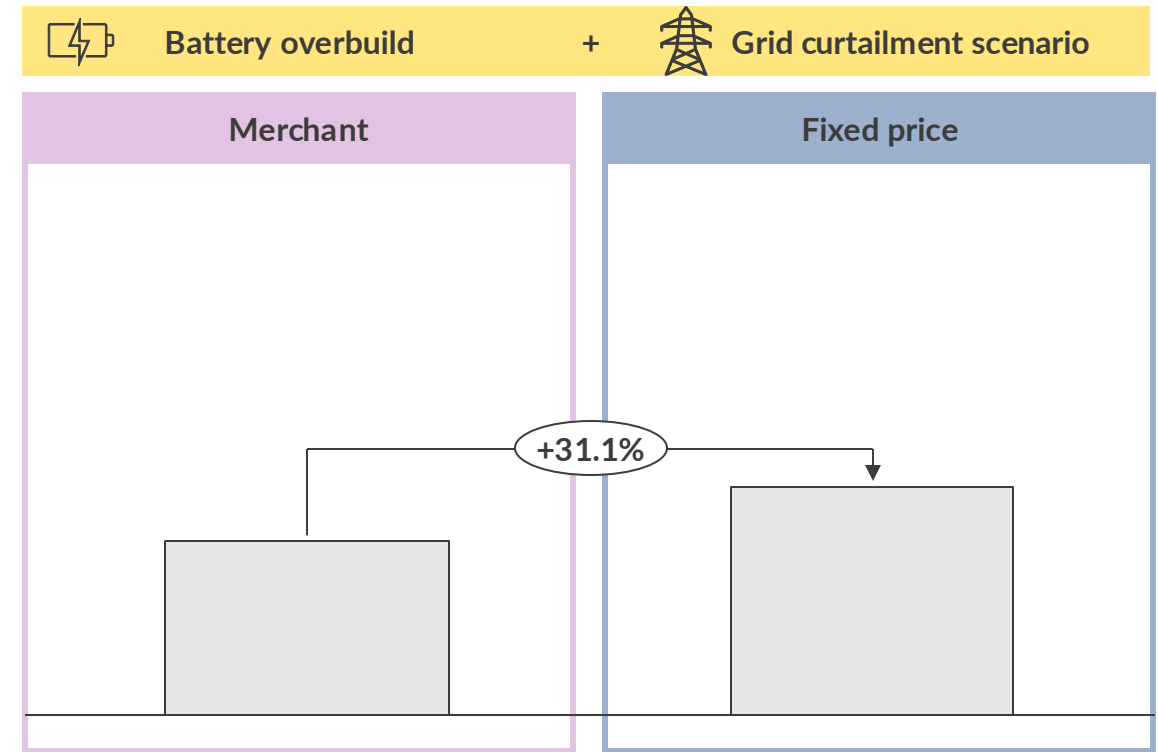 Battery overbuild + Grid curtailment scenario
Merchant
Fixed price
+31.1%